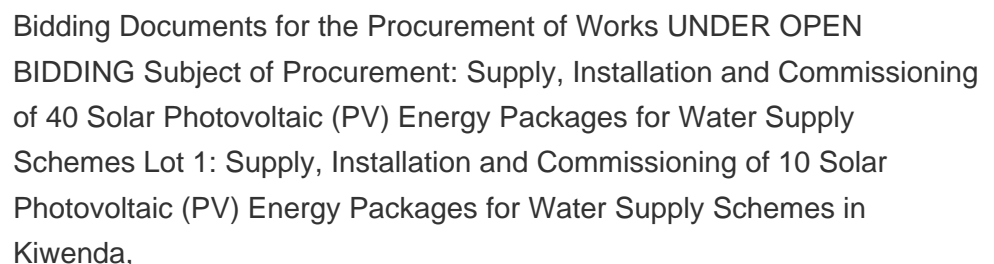 Bidding Documents for the Procurement of Works UNDER OPEN
BIDDING Subject of Procurement: Supply, Installation and Commissioning
of 40 Solar Photovoltaic (PV) Energy Packages for Water Supply
Schemes Lot 1: Supply, Installation and Commissioning of 10 Solar
Photovoltaic (PV) Energy Packages for Water Supply Schemes in
Kiwenda,